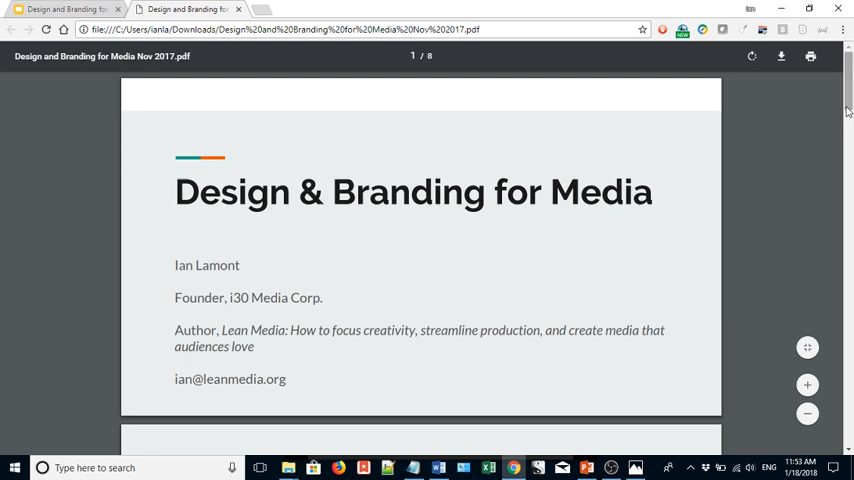 Ian
Design and Branding for
Design and Branding for
file:///C:/Users/ianla/Downloads/Design%20and%20Branding%20for%20Media%20Nov%202017.pdf
NEW
Design and Branding for Media Nov 2017.pdf
1 / 8
Design & Branding for Media
Ian Lamont
Founder, i30 Media Corp.
Author, Lean Media: How to focus creativity, streamline production, and create media that
audiences love
ian@leanmedia.org
Type here to search
ENG
11:53 AM
1/18/2018